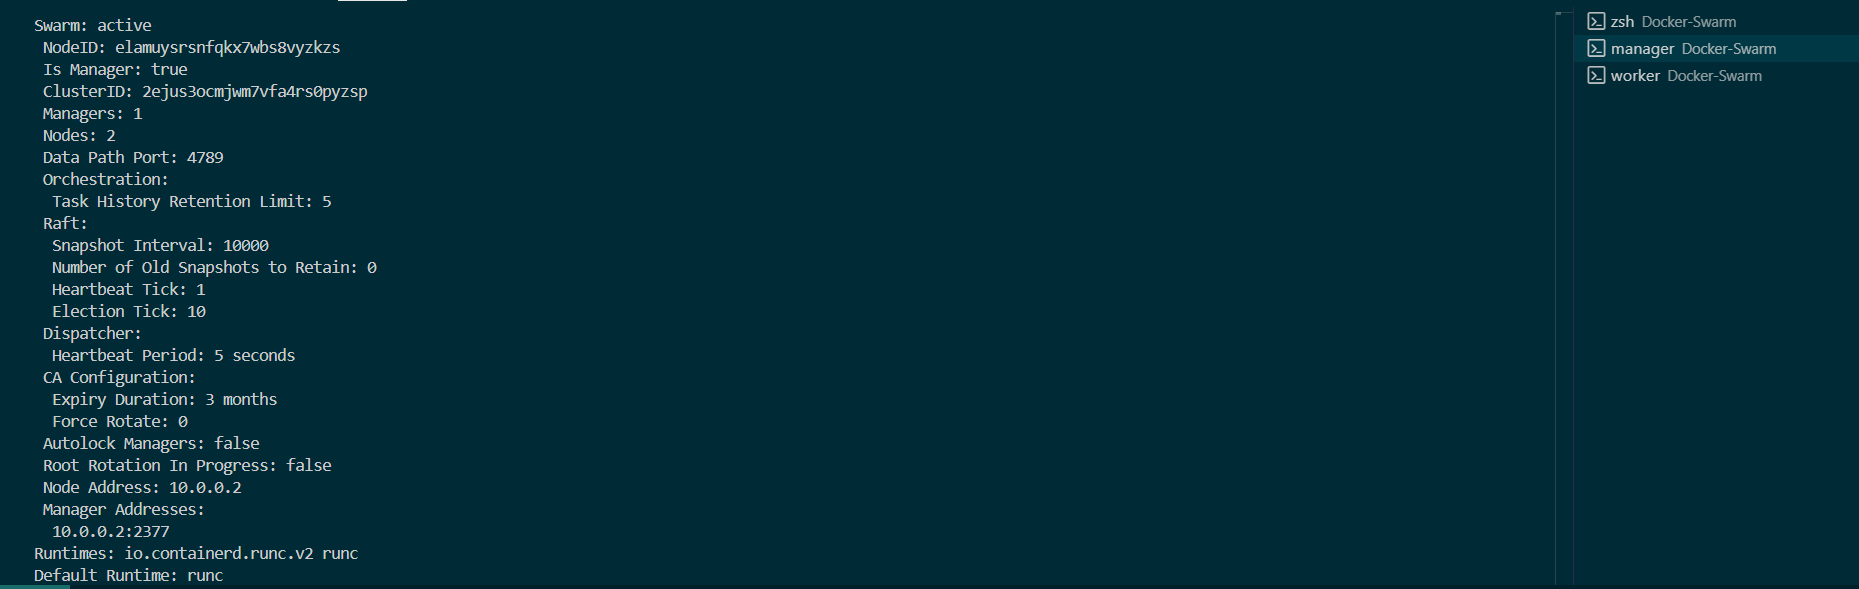 Swarm: active
NodeID: elamuysrsnfqkx7wbs8vyzkzs
Is Manager: true
ClusterID: 2ejus3ocmjwm7vfa4rs0pyzsp
Managers: 1
Nodes: 2
Data Path Port: 4789
Orchestration:
Task History Retention Limit: 5
Raft:
Snapshot Interval: 10000
Number of Old Snapshots to Retain: 0
Heartbeat Tick: 1
Election Tick: 10
Dispatcher:
Heartbeat Period: 5 seconds
CA Configuration:
Expiry Duration: 3 months
Force Rotate: 0
Autolock Managers: false
Root Rotation In Progress: false
Node Address: 10.0.0.2
Manager Addresses:
10.0.0.2:2377
Runtimes: io.containerd.runc.v2 runc
Default Runtime: runc
zsh Docker-Swarm
manager Docker-Swarm
worker Docker-Swarm